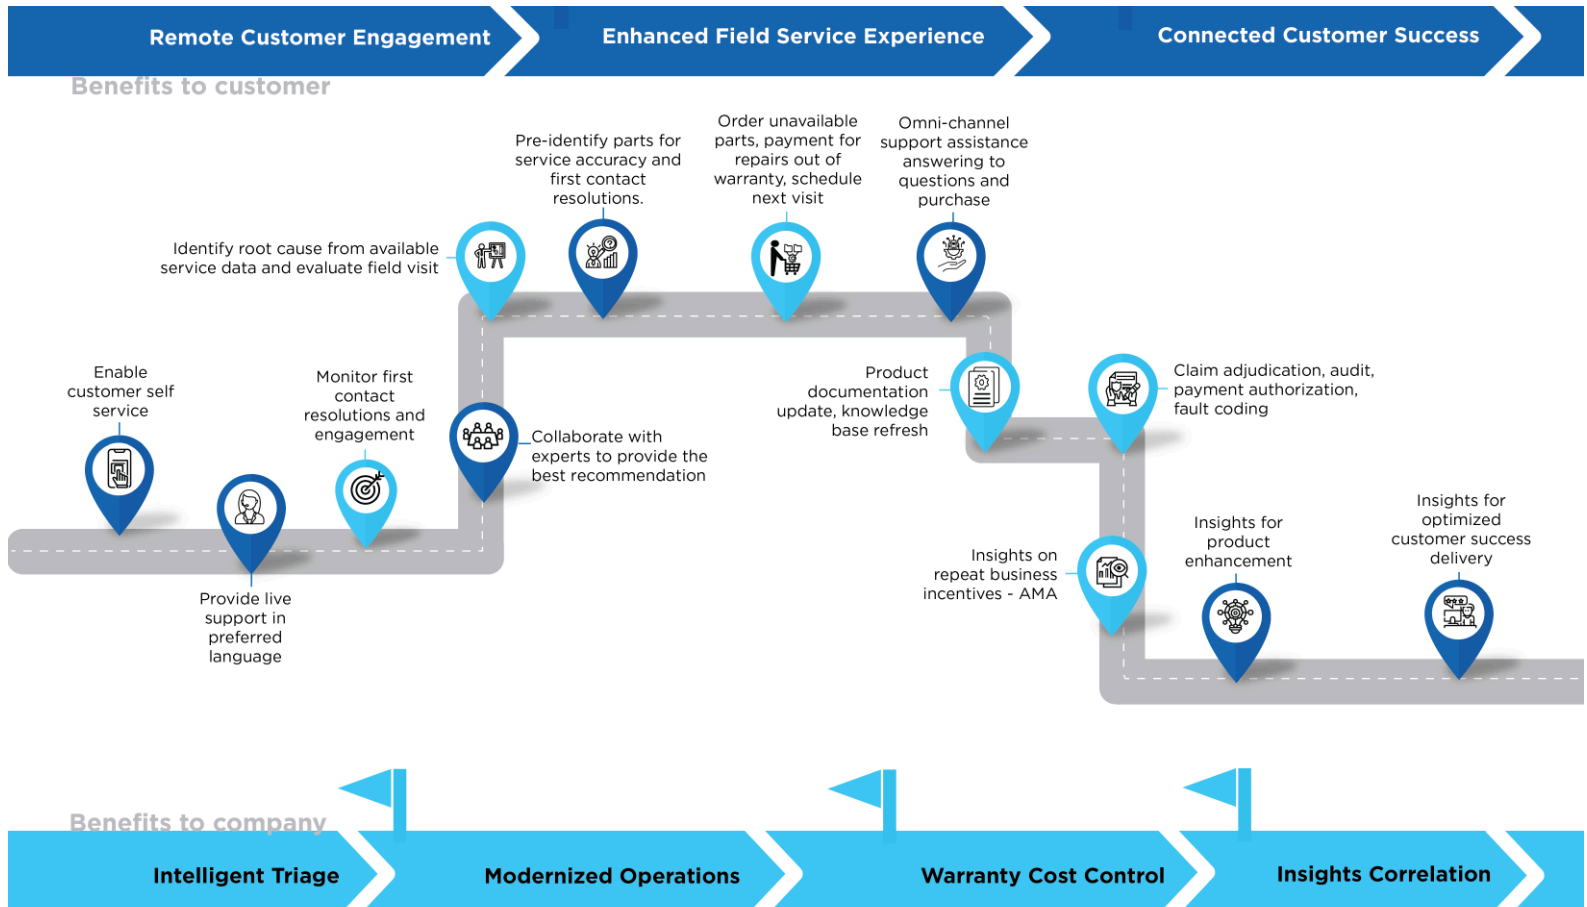 Remote Customer Engagement
Enhanced Field Service Experience
Connected Customer Success
Benefits to customer
Enable
customer self
service
Provide live
support in
preferred
language
Monitor first
contact
resolutions and
engagement
Collaborate with
experts to provide the
best recommendation
Identify root cause from available
service data and evaluate field visit
Pre-identify parts for
service accuracy and
first contact
resolutions.
Order unavailable
parts, payment for
repairs out of
warranty, schedule
next visit
Omni-channel
support assistance
answering to
questions and
purchase
Product
documentation
update, knowledge
base refresh
Claim adjudication, audit,
payment authorization,
fault coding
Insights on
repeat business
incentives - AMA
Insights for
product
enhancement
Insights for
optimized
customer success
delivery
Benefits to company
Intelligent Triage
Modernized Operations
Warranty Cost Control
Insights Correlation